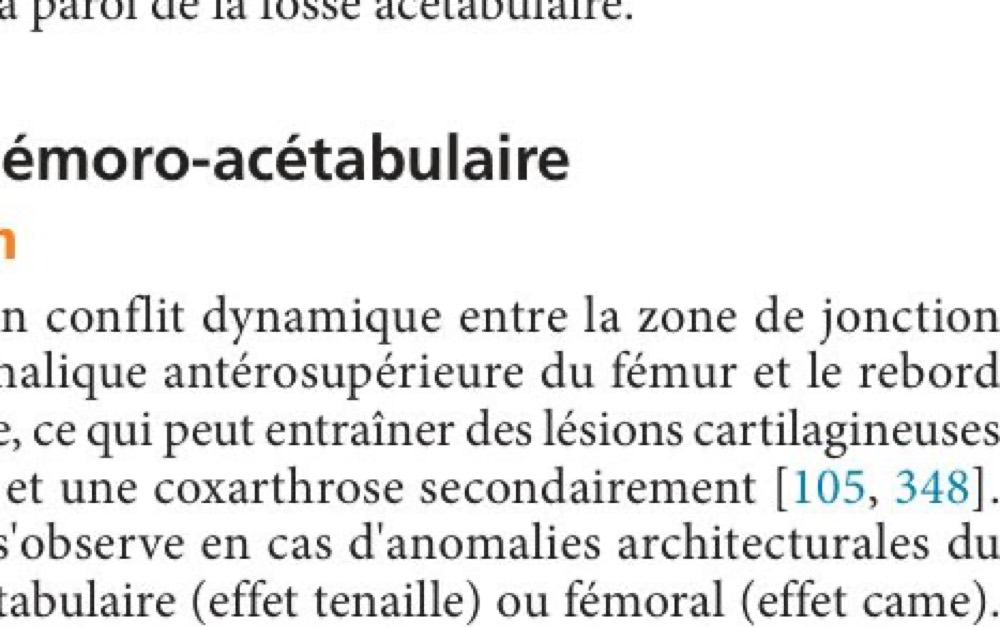 a paroi de la fosse acétabulaire.
émoro-acétabulaire
n
n conflit dynamique entre la zone de jonction
nalique antérosupérieure du fémur et le rebord
e, ce qui peut entraîner des lésions cartilagineuses
et une coxarthrose secondairement [105, 348].
s'observe en cas d'anomalies architecturales du
tabulaire (effet tenaille) ou fémoral (effet came).